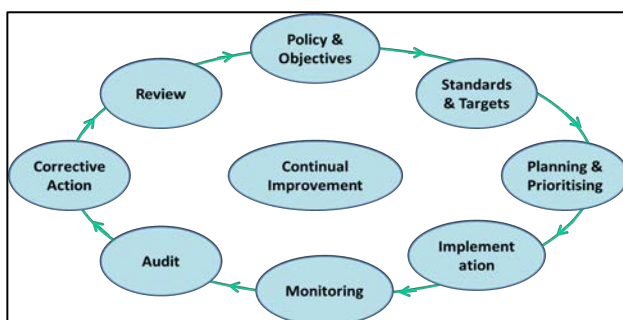 Policy &
Objectives
Review
Standards
& Targets
Corrective
Action
Continual
Improvement
Planning &
Prioritising
Implement
ation
Audit
Monitoring